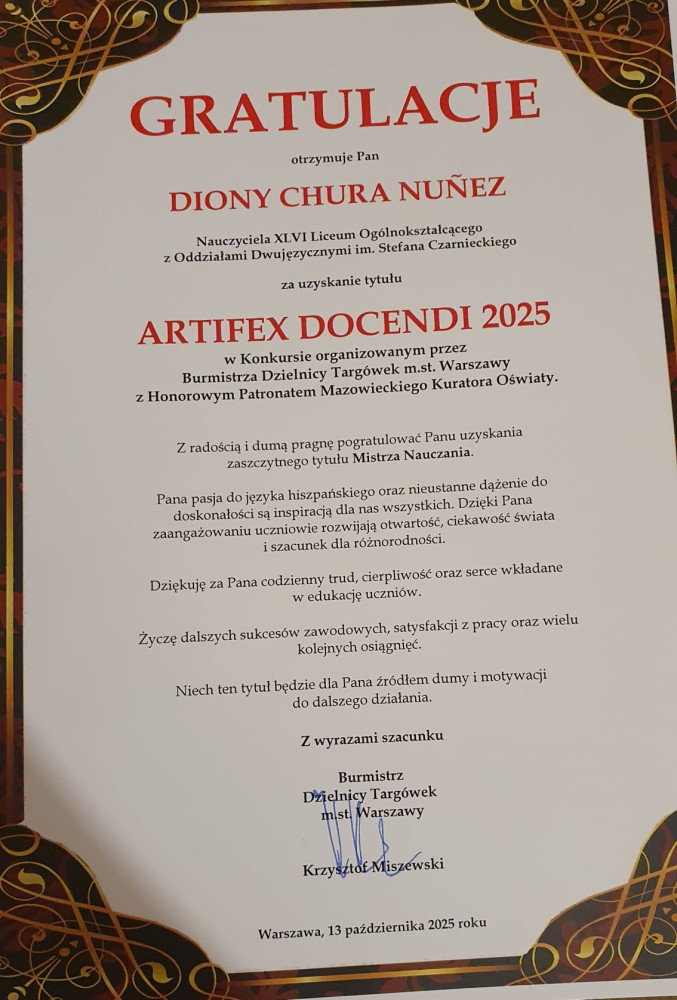 GRATULACJE
otrzymuje Pan
DIONY CHURA NUÑEZ
Nauczyciela XLVI Liceum Ogólnokształcącego
z Oddziałami Dwujęzycznymi im. Stefana Czarnieckiego
za uzyskanie tytułu
ARTIFEX DOCENDI 2025
w Konkursie organizowanym przez
Burmistrza Dzielnicy Targówek m.st. Warszawy
z Honorowym Patronatem Mazowieckiego Kuratora Oświaty.
Z radością i dumą pragnę pogratulować Panu uzyskania
zaszczytnego tytułu Mistrza Nauczania.
Pana pasja do języka hiszpańskiego oraz nieustanne dążenie do
doskonałości są inspiracją dla nas wszystkich. Dzięki Pana
zaangażowaniu uczniowie rozwijają otwartość, ciekawość świata
i szacunek dla różnorodności.
Dziękuję za Pana codzienny trud, cierpliwość oraz serce wkładane
w edukację uczniów.
Życzę dalszych sukcesów zawodowych, satysfakcji z pracy oraz wielu
kolejnych osiągnięć.
Niech ten tytuł będzie dla Pana źródłem dumy i motywacji
do dalszego działania.
Z wyrazami szacunku
Burmistrz
Dzielnicy Targówek
m.st. Warszawy
Krzysztof Miszewski
Warszawa, 13 października 2025 roku